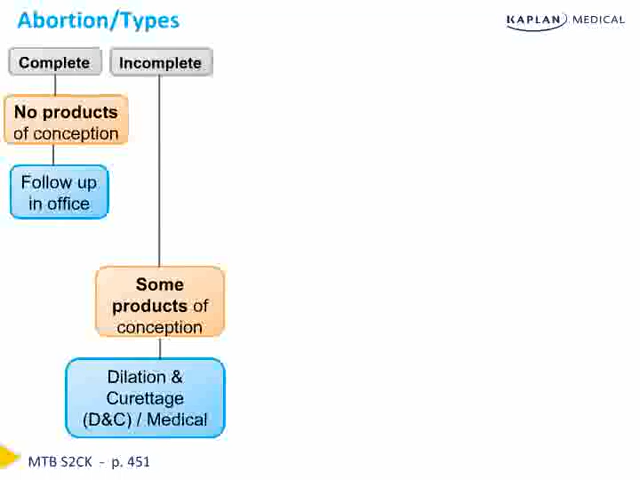 Abortion/Types
KAPLAN MEDICAL
Complete
Incomplete
No products
of conception
Follow up
in office
Some
products of
conception
Dilation &
Curettage
(D&C) / Medical
MTB S2CK - p. 451